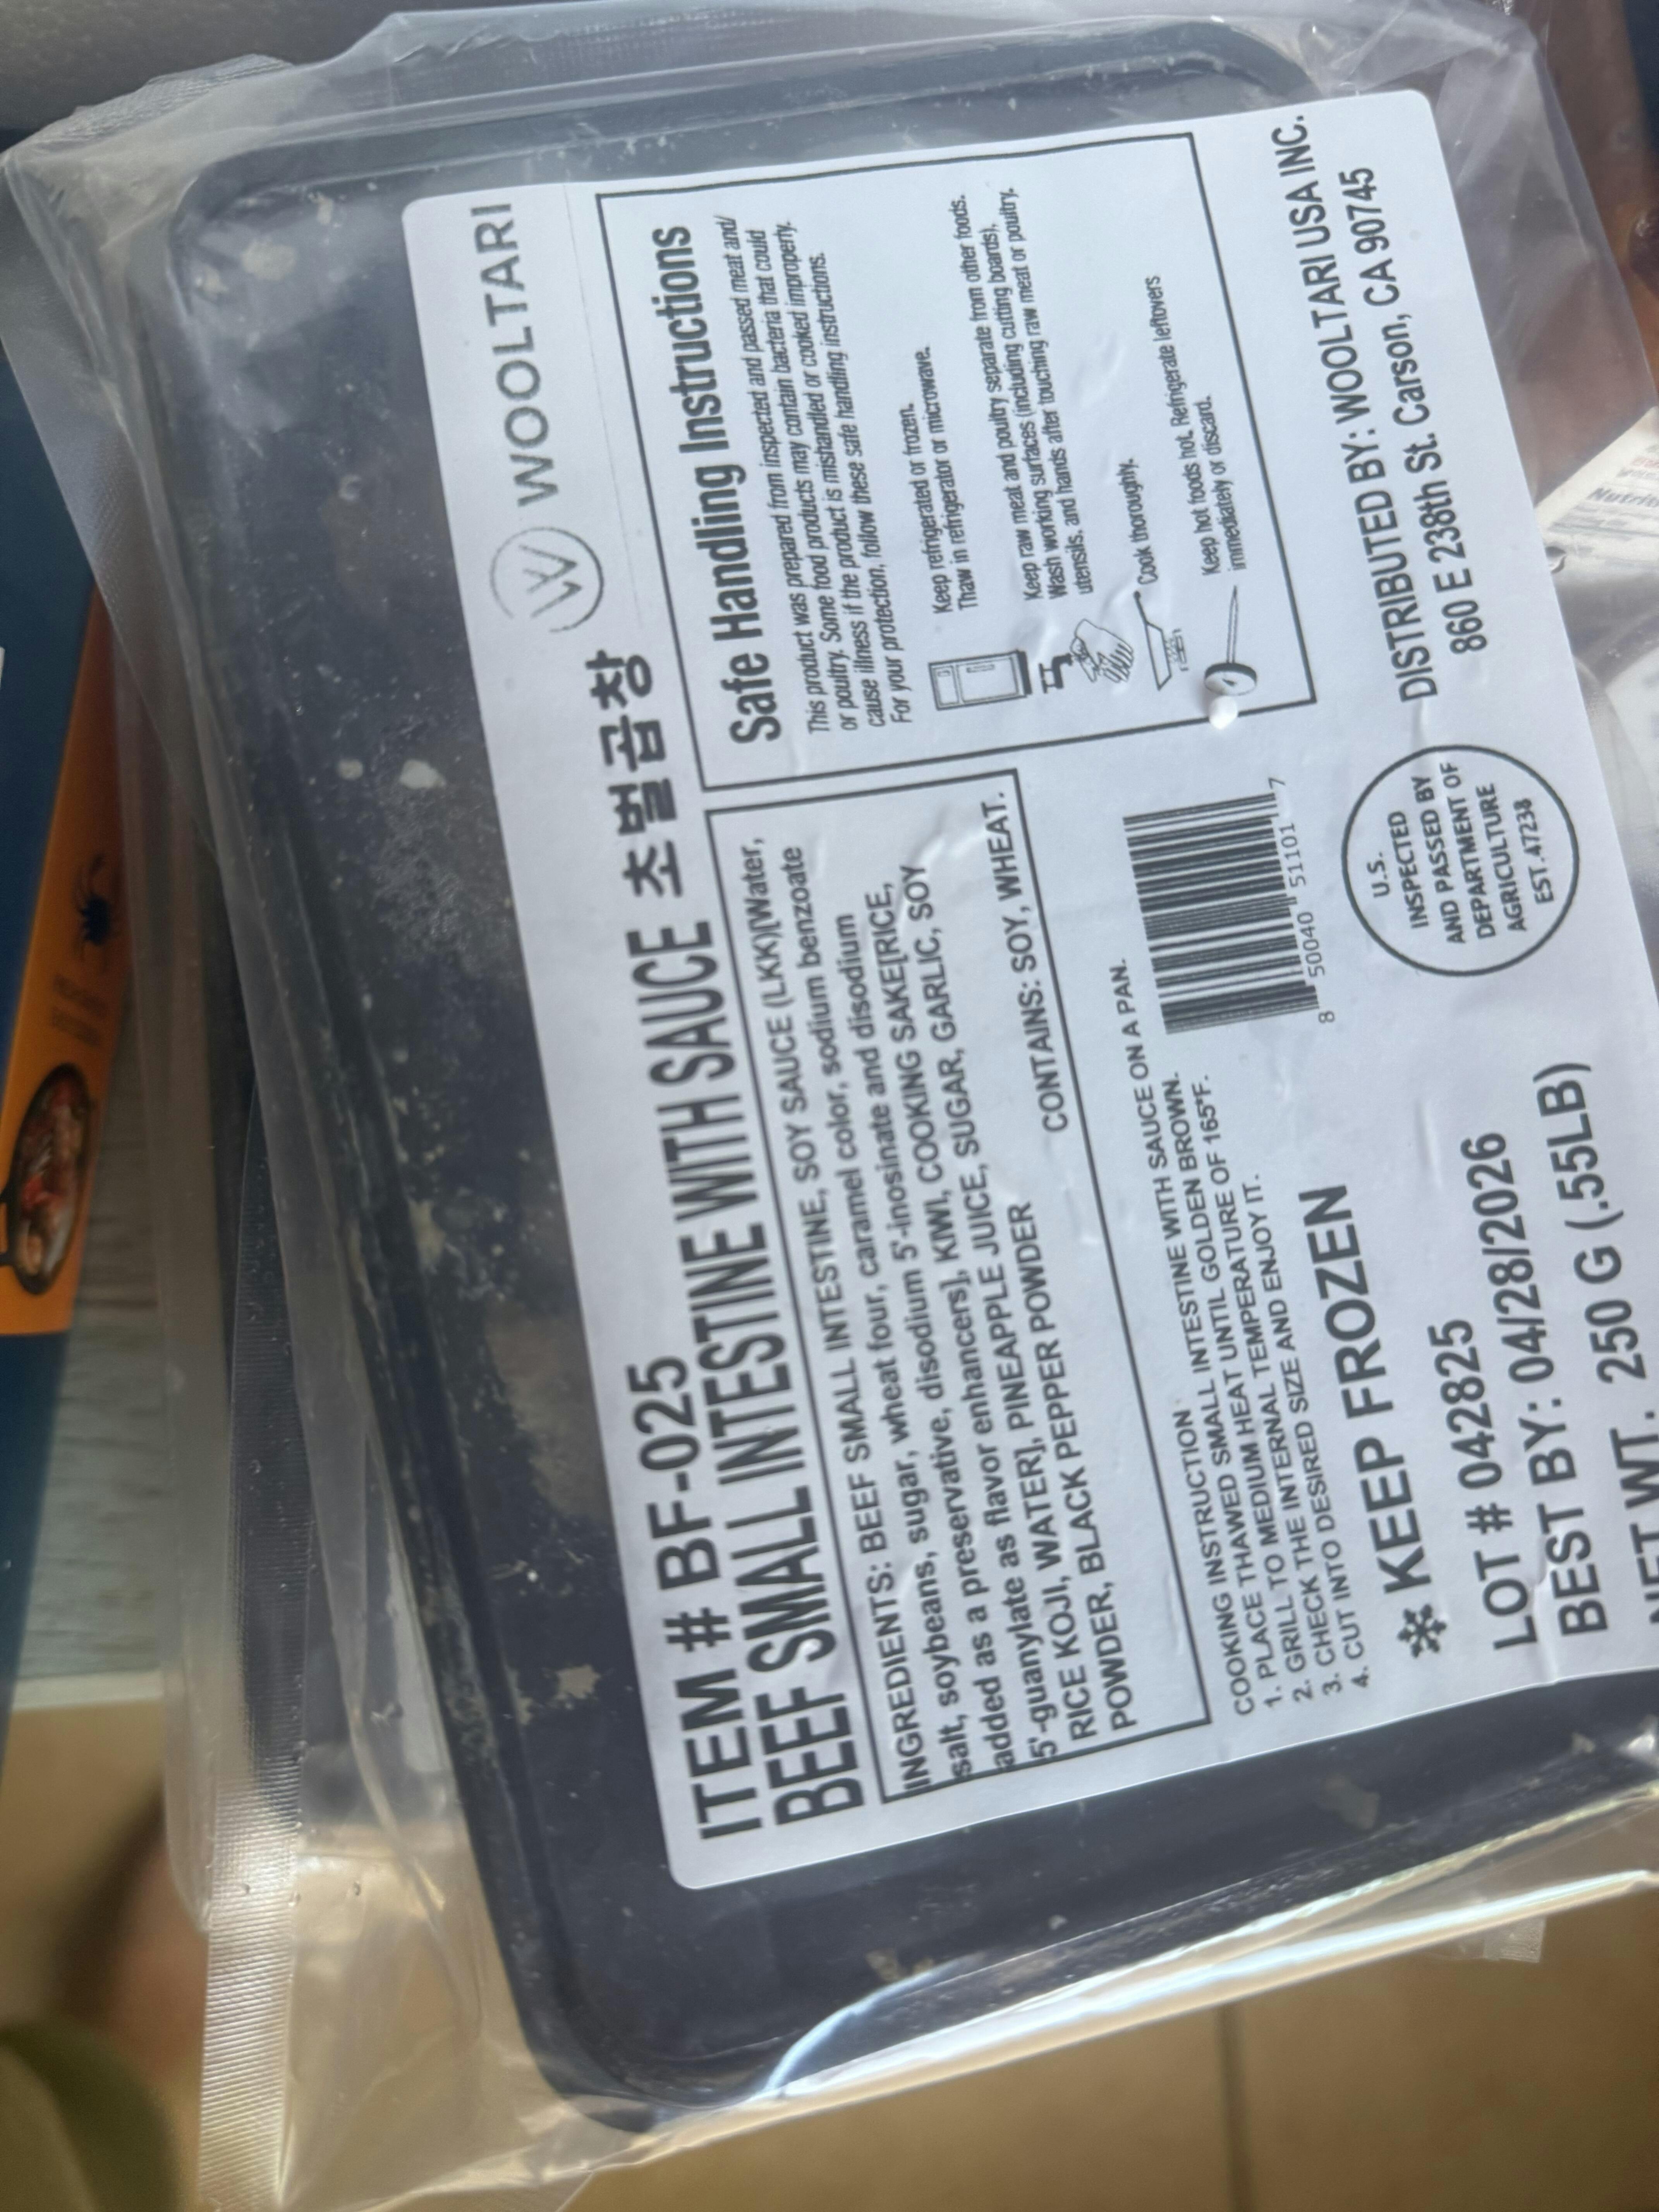 WOOLTARI
ITEM # BF-025
BEEF SMALL INTESTINE WITH SAUCE 초벌곱창
INGREDIENTS: BEEF SMALL INTESTINE, SOY SAUCE (LKK)[Water,
salt, soybeans, sugar, wheat four, caramel color, sodium benzoate
added as a preservative, disodium 5'-inosinate and disodium
5'-guanylate as flavor enhancers], KIWI, COOKING SAKE[RICE,
RICE KOJI, WATER], PINEAPPLE JUICE, SUGAR, GARLIC, SOY
POWDER, BLACK PEPPER POWDER
CONTAINS: SOY, WHEAT.
Safe Handling Instructions
This product was prepared from inspected and passed meat and/
or poultry. Some food products may contain bacteria that could
cause illness if the product is mishandled or cooked improperly.
For your protection, follow these safe handling instructions.
Keep refrigerated or frozen.
Thaw in refrigerator or microwave.
Keep raw meat and poultry separate from other foods.
Wash working surfaces (including cutting boards),
utensils, and hands after touching raw meat or poultry.
Cook thoroughly.
Keep hot foods hot. Refrigerate leftovers
immediately or discard.
COOKING INSTRUCTION
1. PLACE THAWED SMALL INTESTINE WITH SAUCE ON A PAN.
2. GRILL TO MEDIUM HEAT UNTIL GOLDEN BROWN.
3. CHECK THE INTERNAL TEMPERATURE OF 165°F.
4. CUT INTO DESIRED SIZE AND ENJOY IT.
8 50040 51101 7
KEEP FROZEN
LOT # 042825
BEST BY: 04/28/2026
NET WT. 250 G (.55LB)
U.S.
INSPECTED
AND PASSED BY
DEPARTMENT OF
AGRICULTURE
EST. 47238
DISTRIBUTED BY: WOOLTARI USA INC.
860 E 238th St. Carson, CA 90745